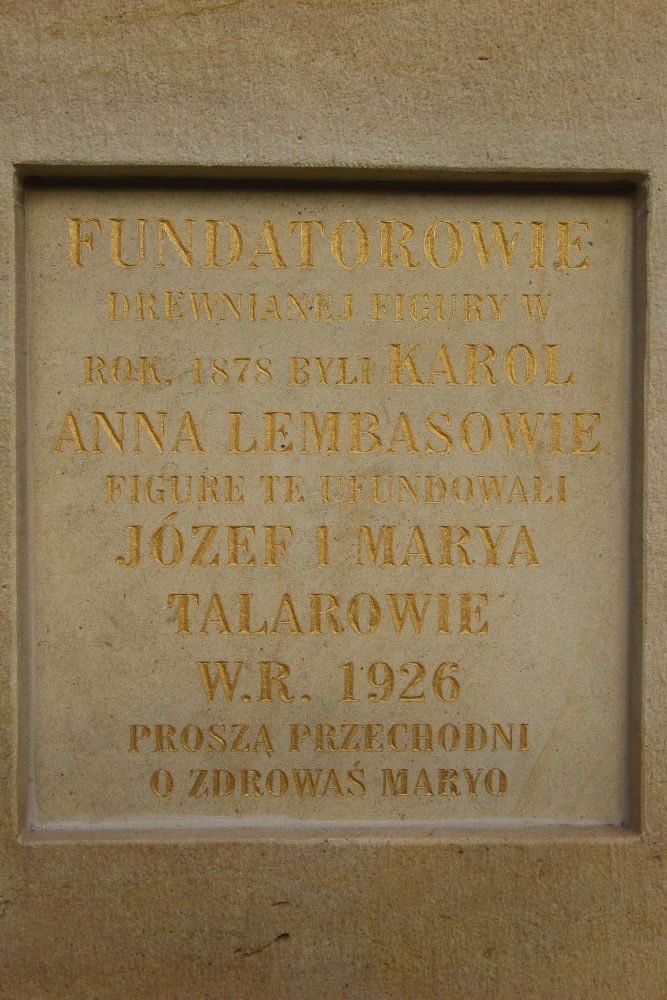 FUNDATOROWIE
DREWNIANEJ FIGURY W
ROK. 1878 BYLI KAROL
ANNA LEMBASOWIE
FIGURE TE UFUNDOWALI
JÓZEF I MARYA
TALAROWIE
W.R. 1926
PROSZĄ PRZECHODNI
O ZDROWAŚ MARYO